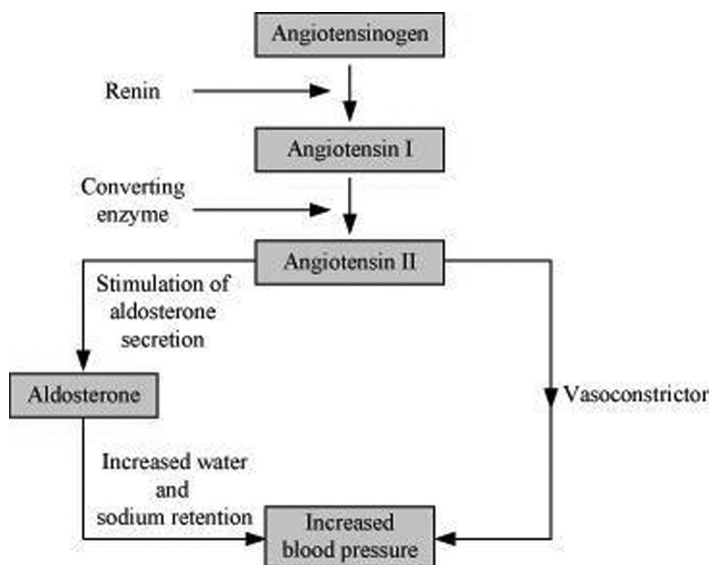 Angiotensinogen
Renin
Angiotensin I
Converting
enzyme
Angiotensin II
Stimulation of
aldosterone
secretion
Aldosterone
Vasoconstrictor
Increased water
and
sodium retention
Increased
blood pressure